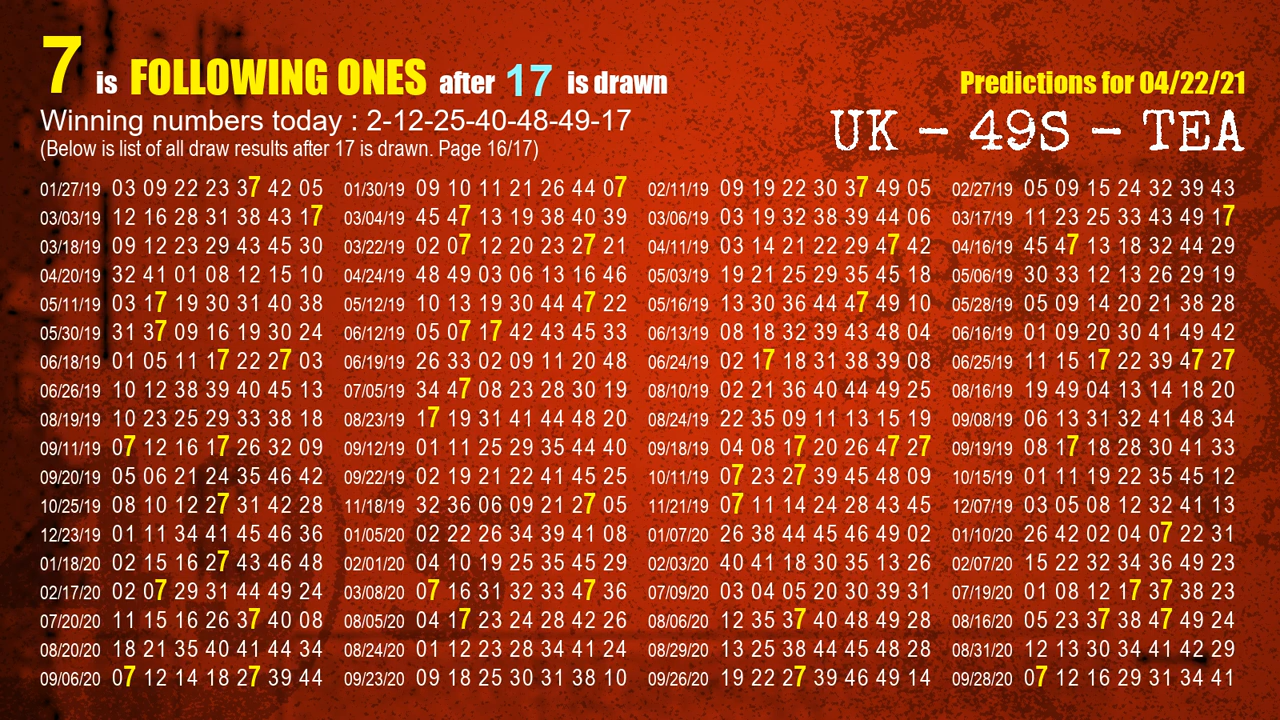 7 is FOLLOWING ONES after 17 is drawn
Predictions for 04/22/21
Winning numbers today : 2-12-25-40-48-49-17
UK - 49S - TEA
(Below is list of all draw results after 17 is drawn. Page 16/17)
01/27/19 03 09 22 23 37 42 05 01/30/19 09 10 11 21 26 44 07 02/11/19 09 19 22 30 37 49 05 02/27/19 05 09 15 24 32 39 43
03/03/19 12 16 28 31 38 43 17 03/04/19 45 47 13 19 38 40 39 03/06/19 03 19 32 38 39 44 06 03/17/19 11 23 25 33 43 49 17
03/18/19 09 12 23 29 43 45 30 03/22/19 02 07 12 20 23 27 21 04/11/19 03 14 21 22 29 47 42 04/16/19 45 47 13 18 32 44 29
04/20/19 32 41 01 08 12 15 10 04/24/19 48 49 03 06 13 16 46 05/03/19 19 21 25 29 35 45 18 05/06/19 30 33 12 13 26 29 19
05/11/19 03 17 19 30 31 40 38 05/12/19 10 13 19 30 44 47 22 05/16/19 13 30 36 44 47 49 10 05/28/19 05 09 14 20 21 38 28
05/30/19 31 37 09 16 19 30 24 06/12/19 05 07 17 42 43 45 33 06/13/19 08 18 32 39 43 48 04 06/16/19 01 09 20 30 41 49 42
06/18/19 01 05 11 17 22 27 03 06/19/19 26 33 02 09 11 20 48 06/24/19 02 17 18 31 38 39 08 06/25/19 11 15 17 22 39 47 27
06/26/19 10 12 38 39 40 45 13 07/05/19 34 47 08 23 28 30 19 08/10/19 02 21 36 40 44 49 25 08/16/19 19 49 04 13 14 18 20
08/19/19 10 23 25 29 33 38 18 08/23/19 17 19 31 41 44 48 20 08/24/19 22 35 09 11 13 15 19 09/08/19 06 13 31 32 41 48 34
09/11/19 07 12 16 17 26 32 09 09/12/19 01 11 25 29 35 44 40 09/18/19 04 08 17 20 26 47 27 09/19/19 08 17 18 28 30 41 33
09/20/19 05 06 21 24 35 46 42 09/22/19 02 19 21 22 41 45 25 10/11/19 07 23 27 39 45 48 09 10/15/19 01 11 19 22 35 45 12
10/25/19 08 10 12 27 31 42 28 11/18/19 32 36 06 09 21 27 05 11/21/19 07 11 14 24 28 43 45 12/07/19 03 05 08 12 32 41 13
12/23/19 01 11 34 41 45 46 36 01/05/20 02 22 26 34 39 41 08 01/07/20 26 38 44 45 46 49 02 01/10/20 26 42 02 04 07 22 31
01/18/20 02 15 16 27 43 46 48 02/01/20 04 10 19 25 35 45 29 02/03/20 40 41 18 30 35 13 26 02/07/20 15 22 32 34 36 49 23
02/17/20 02 07 29 31 44 49 24 03/08/20 07 16 31 32 33 47 36 07/09/20 03 04 05 20 30 39 31 07/19/20 01 08 12 17 37 38 23
07/20/20 11 15 16 26 37 40 08 08/05/20 04 17 23 24 28 42 26 08/06/20 12 35 37 40 48 49 28 08/16/20 05 23 37 38 47 49 24
08/20/20 18 21 35 40 41 44 34 08/24/20 01 12 23 28 34 41 24 08/29/20 13 25 38 44 45 48 28 08/31/20 12 13 30 34 41 42 29
09/06/20 07 12 14 18 27 39 44 09/23/20 09 18 25 30 31 38 10 09/26/20 19 22 27 39 46 49 14 09/28/20 07 12 16 29 31 34 41